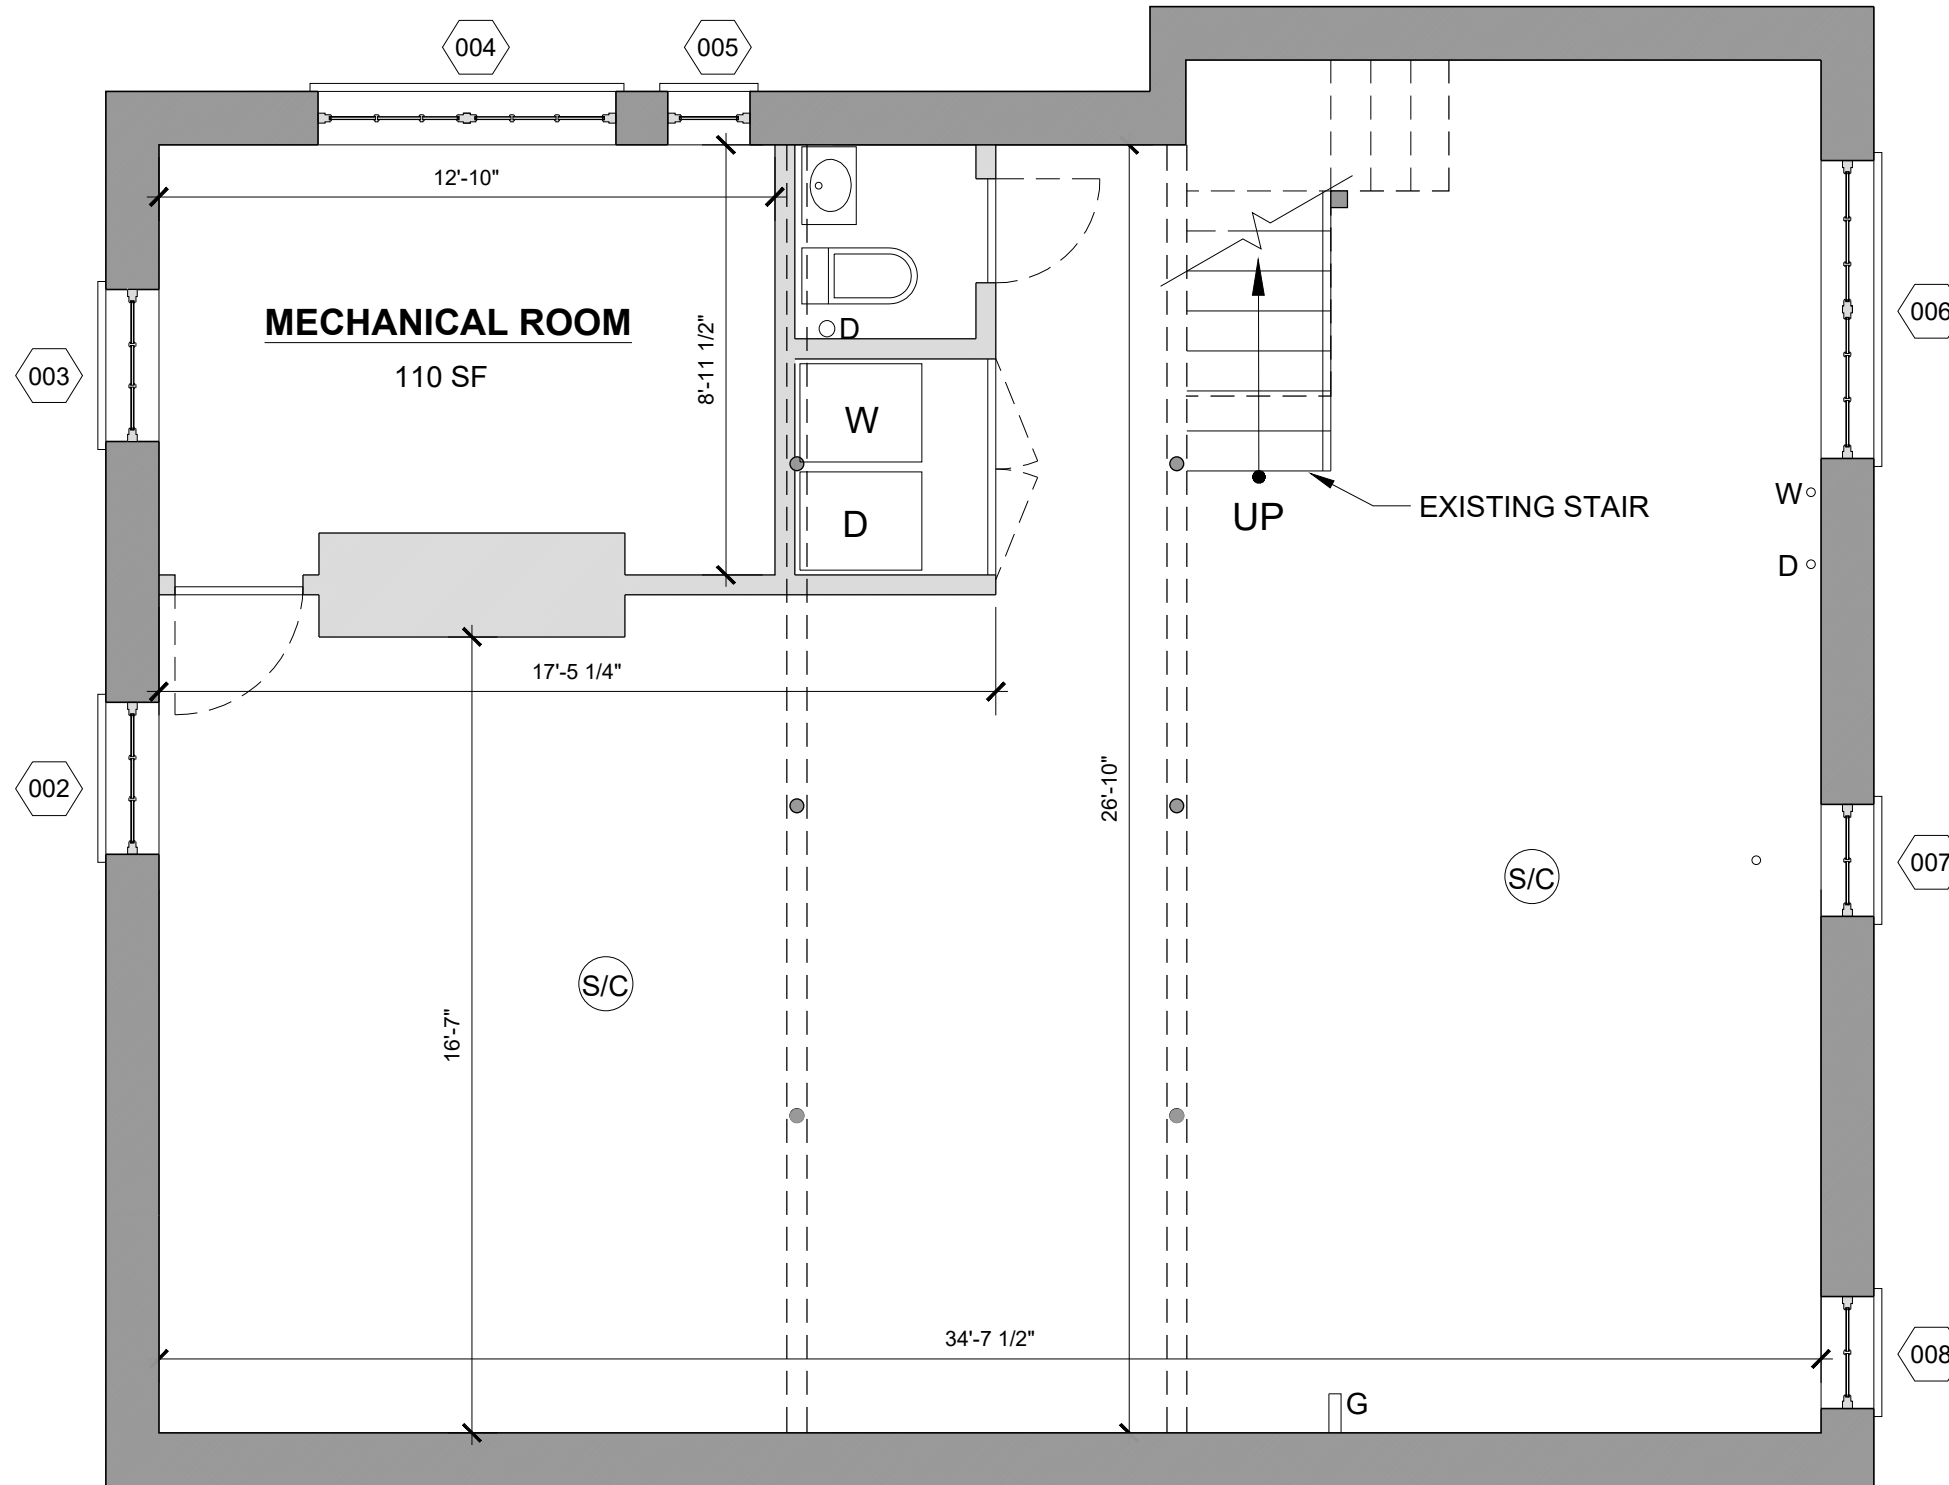 004
005
12'-10"
MECHANICAL ROOM
110 SF
8'-11 1/2"
D
W
D
003
006
UP
EXISTING STAIR
W
D
17'-5 1/4"
002
26'-10"
007
S/C
S/C
16'-7"
34'-7 1/2"
008
G